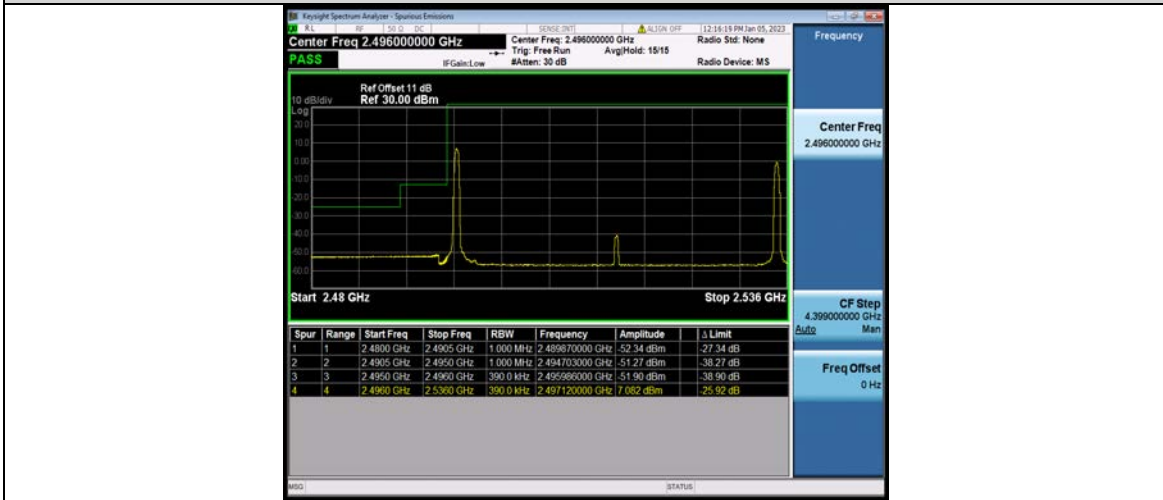 Keysight Spectrum Analyzer - Spurious Emissions
RL RF 50 Ω DC SENSE:INT ALIGN OFF 12:16:19 PM Jan 05, 2023
Center Freq 2.496000000 GHz Center Freq: 2.496000000 GHz Radio Std: None
Trig: Free Run Avg|Hold: 15/15
PASS IFGain:Low #Atten: 30 dB Radio Device: MS
Frequency
Ref Offset 11 dB
10 dB/div Ref 30.00 dBm
Log
20.0
10.0
0.00
-10.0
-20.0
-30.0
-40.0
-50.0
-60.0
Start 2.48 GHz Stop 2.536 GHz
Spur Range Start Freq Stop Freq RBW Frequency Amplitude Δ Limit
1 1 2.4800 GHz 2.4905 GHz 1.000 MHz 2.489870000 GHz -52.34 dBm -27.34 dB
2 2 2.4905 GHz 2.4950 GHz 1.000 MHz 2.494703000 GHz -51.27 dBm -38.27 dB
3 3 2.4950 GHz 2.4960 GHz 390.0 kHz 2.495986000 GHz -51.90 dBm -38.90 dB
4 4 2.4960 GHz 2.5360 GHz 390.0 kHz 2.497120000 GHz 7.082 dBm -25.92 dB
Center Freq
2.496000000 GHz
CF Step
4.399000000 GHz
Auto Man
Freq Offset
0 Hz
MSG STATUS